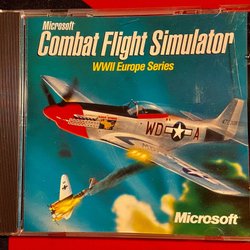 Microsoft
Combat Flight Simulator
WWII Europe Series
WD A
Microsoft